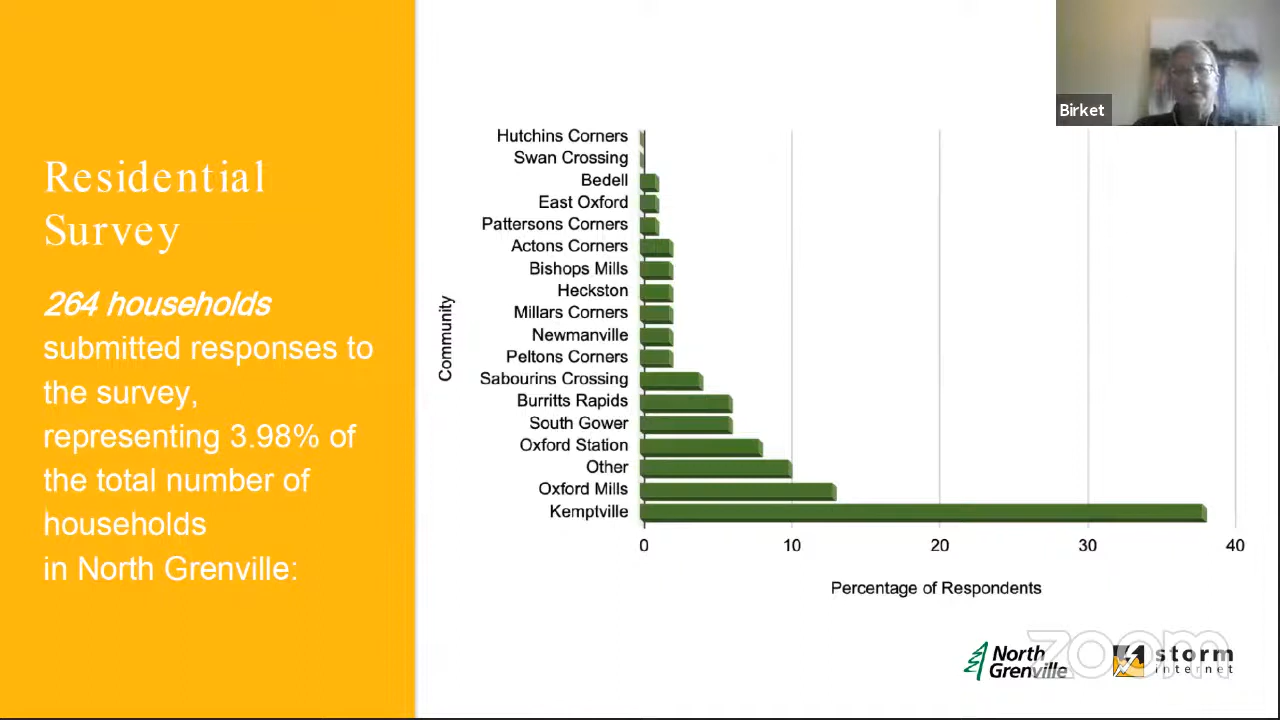 Residential
Survey
264 households
submitted responses to
the survey,
representing 3.98% of
the total number of
households
in North Grenville:
Birket
Community
Hutchins Corners
Swan Crossing
Bedell
East Oxford
Pattersons Corners
Actons Corners
Bishops Mills
Heckston
Millars Corners
Newmanville
Peltons Corners
Sabourins Crossing
Burritts Rapids
South Gower
Oxford Station
Other
Oxford Mills
Kemptville
0 10 20 30 40
Percentage of Respondents
North
Grenville
storm
internet
zoom